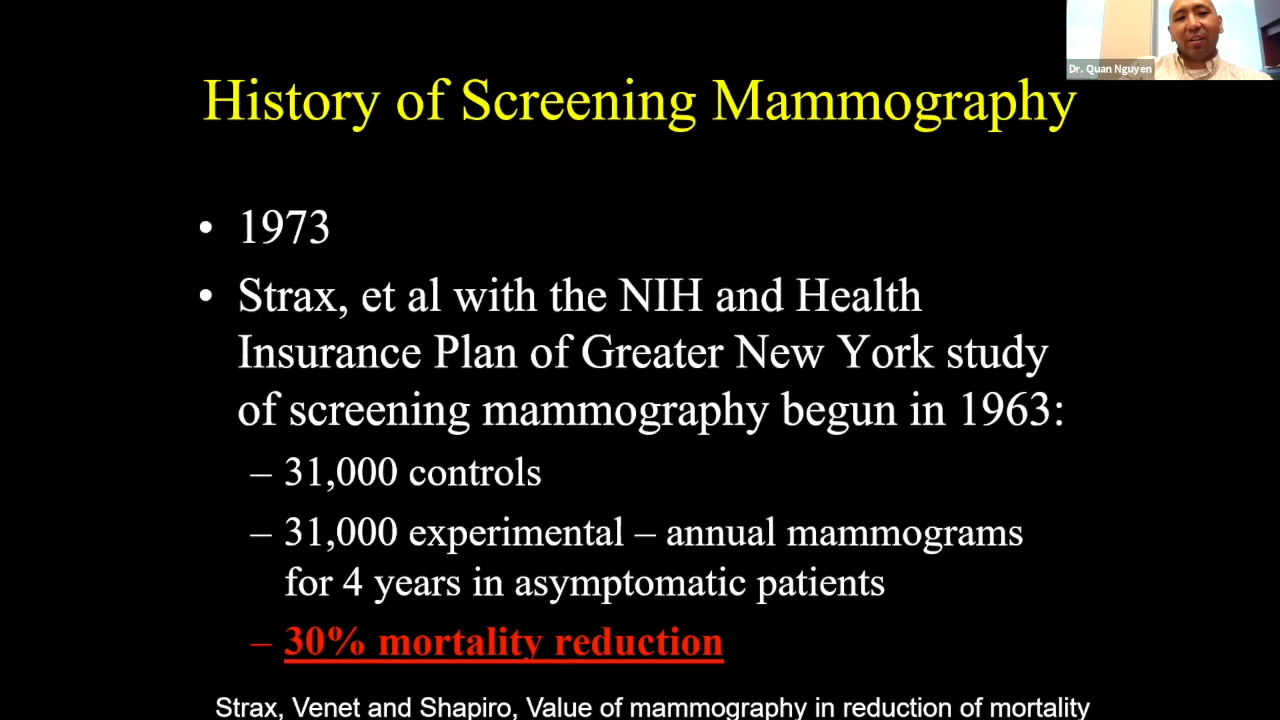 Dr. Quan Nguyen
History of Screening Mammography
• 1973
• Strax, et al with the NIH and Health
Insurance Plan of Greater New York study
of screening mammography begun in 1963:
– 31,000 controls
– 31,000 experimental – annual mammograms
for 4 years in asymptomatic patients
– 30% mortality reduction
Strax, Venet and Shapiro, Value of mammography in reduction of mortality